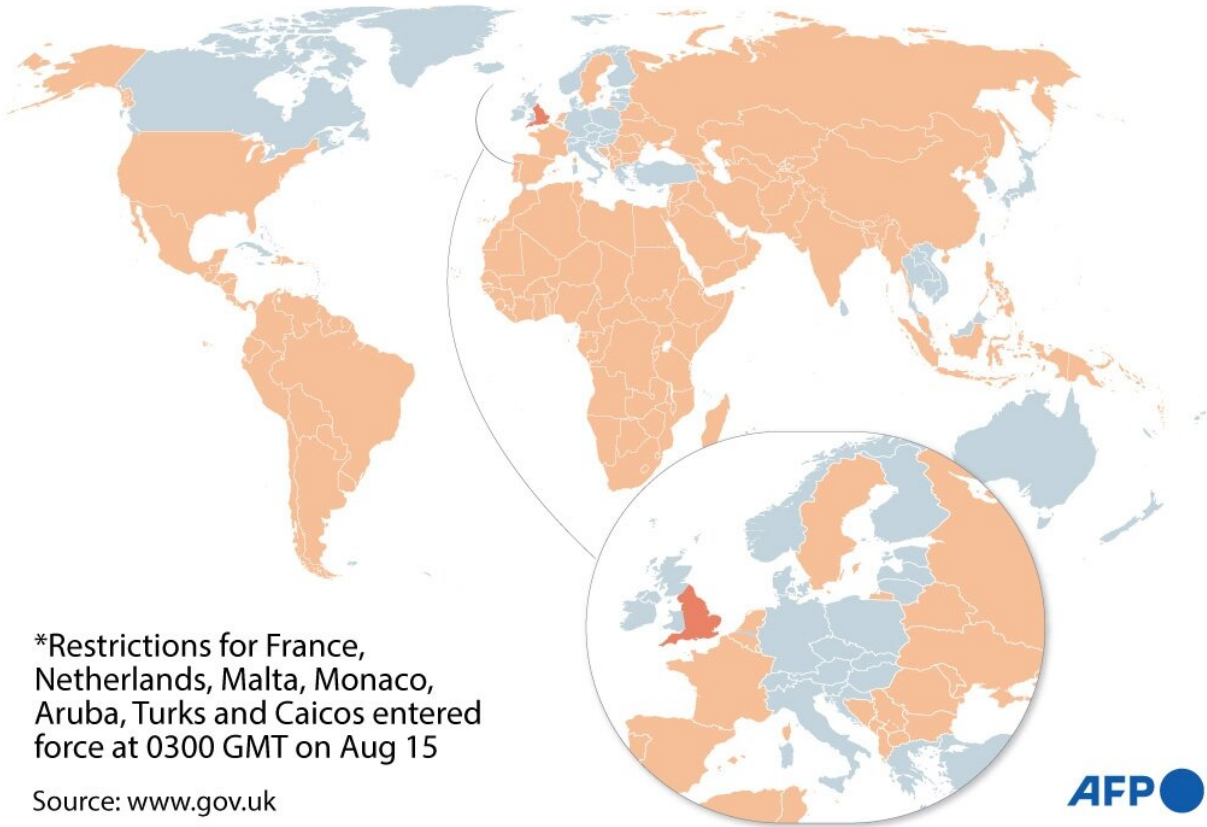 *Restrictions for France,
Netherlands, Malta, Monaco,
Aruba, Turks and Caicos entered
force at 0300 GMT on Aug 15
Source: www.gov.uk
AFP